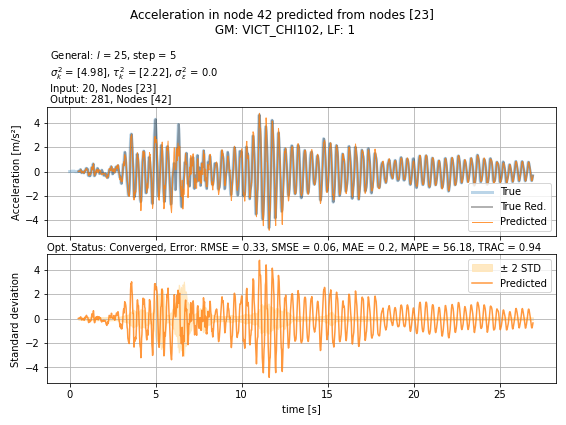 Acceleration in node 42 predicted from nodes [23]
GM: VICT_CHI102, LF: 1
General: l = 25, step = 5
σ²_k = [4.98], τ²_k = [2.22], σ²_ε = 0.0
Input: 20, Nodes [23]
Output: 281, Nodes [42]
Acceleration [m/s²]
4
2
0
−2
−4
True
True Red.
Predicted
Opt. Status: Converged, Error: RMSE = 0.33, SMSE = 0.06, MAE = 0.2, MAPE = 56.18, TRAC = 0.94
Standard deviation
4
2
0
−2
−4
± 2 STD
Predicted
0 5 10 15 20 25
time [s]